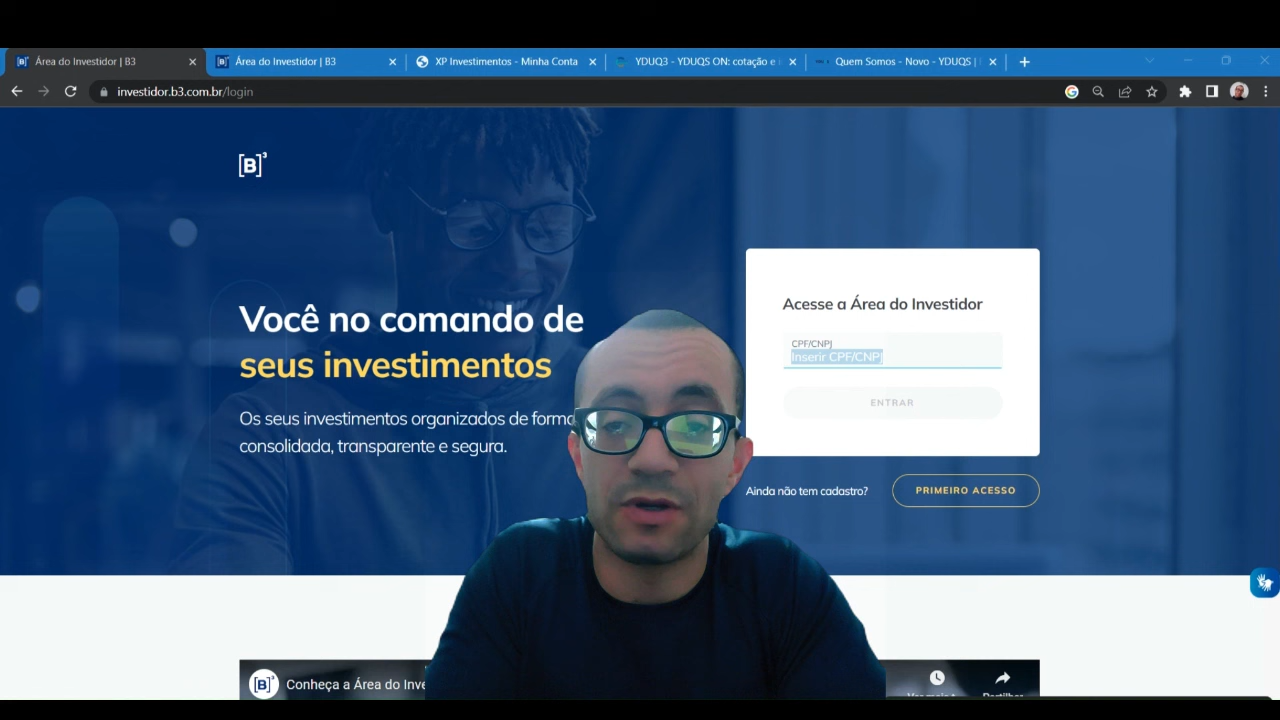 Área do Investidor | B3
Área do Investidor | B3
XP Investimentos - Minha Conta
YDUQ3 - YDUQS ON: cotação e
Quem Somos - Novo - YDUQS |
investidor.b3.com.br/login
[B]³
Acesse a Área do Investidor
CPF/CNPJ
Inserir CPF/CNPJ
ENTRAR
Você no comando de
seus investimentos
Os seus investimentos organizados de forma
consolidada, transparente e segura.
Ainda não tem cadastro?
PRIMEIRO ACESSO
[B]³
Conheça a Área do Inve